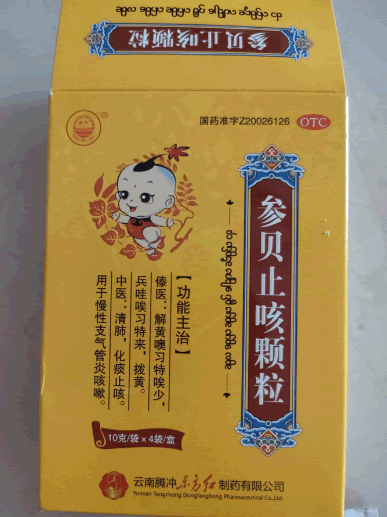 参贝止咳颗粒
国药准字Z20026126
OTC
参贝止咳颗粒
【功能主治】
傣医：解黄噢习特唉少，
兵哇唉习特来，拨黄。
中医：清肺，化痰止咳。
用于慢性支气管炎咳嗽。
10克/袋×4袋/盒
云南腾冲东方红制药有限公司
Yunnan Tengchong Dongfanghong Pharmaceutical Co.,Ltd.